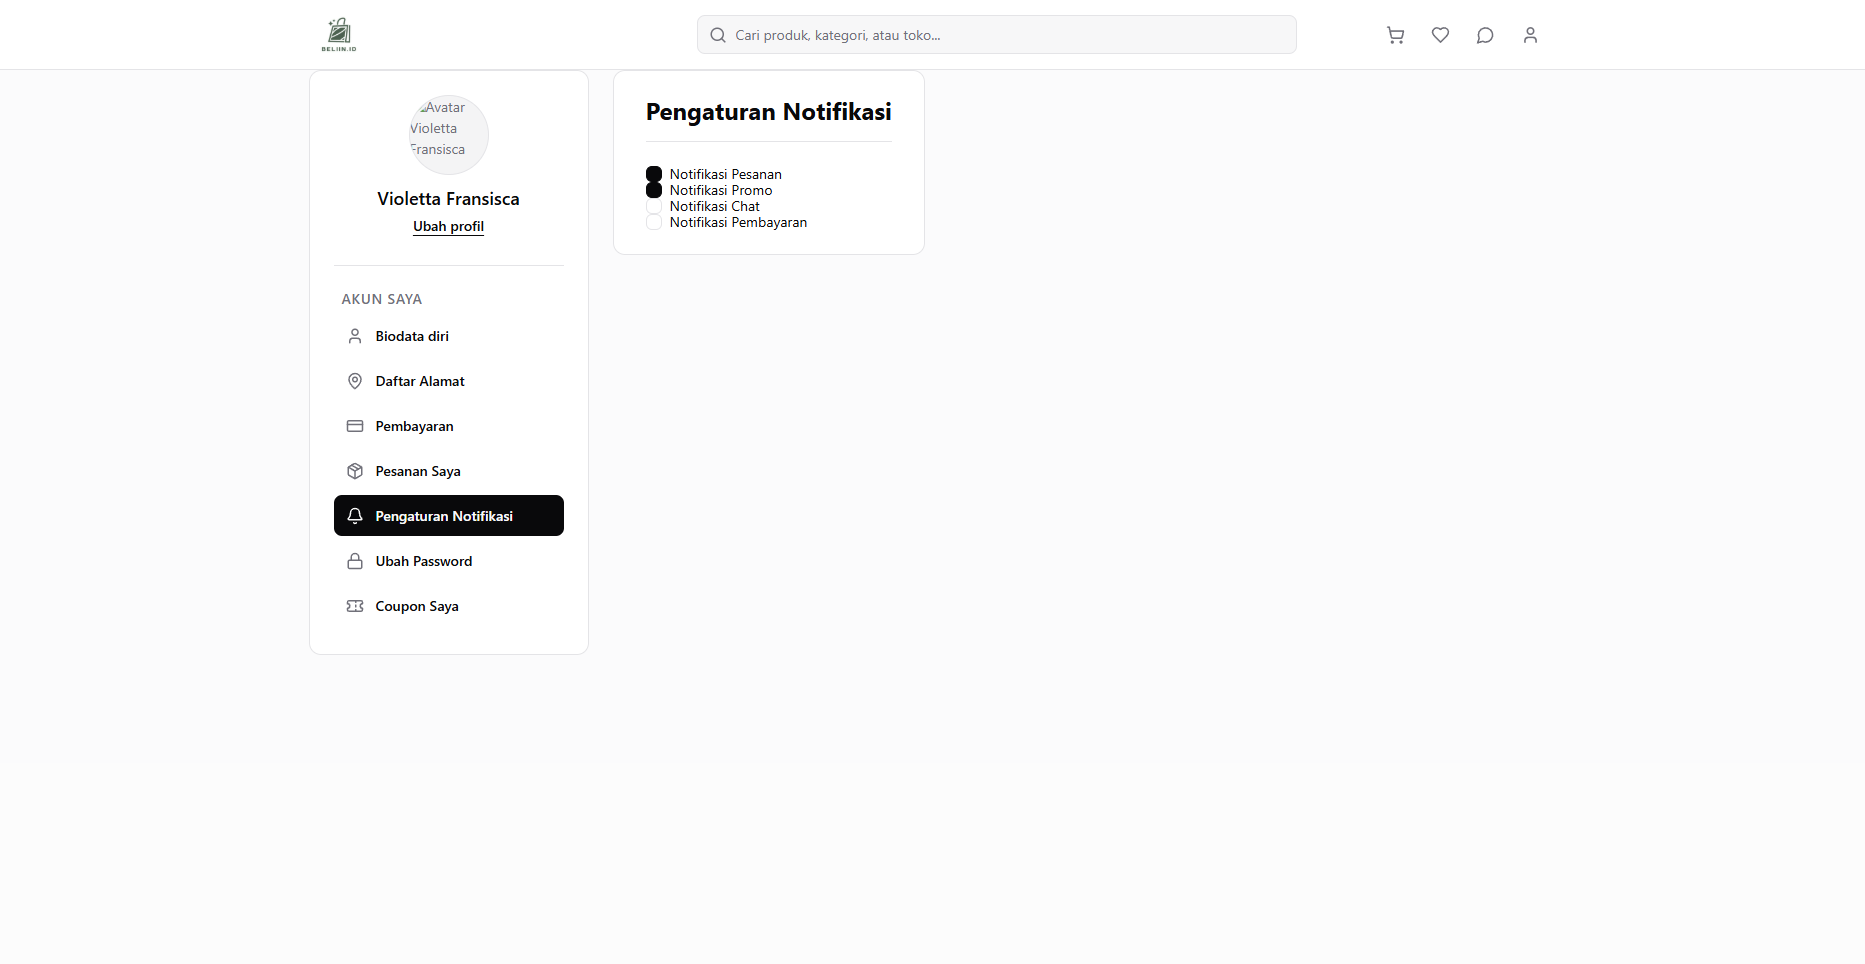 BELIIN.ID
Cari produk, kategori, atau toko...
Avatar
Violetta
Fransisca
Violetta Fransisca
Ubah profil
AKUN SAYA
Biodata diri
Daftar Alamat
Pembayaran
Pesanan Saya
Pengaturan Notifikasi
Ubah Password
Coupon Saya
Pengaturan Notifikasi
Notifikasi Pesanan
Notifikasi Promo
Notifikasi Chat
Notifikasi Pembayaran